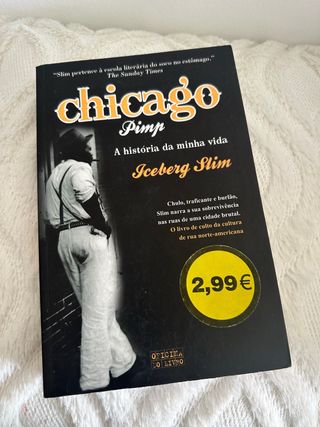 "Slim pertence à escola literária do soco no estômago."
The Sunday Times
chicago
Pimp
A história da minha vida
Iceberg Slim
Chulo, traficante e burlão,
Slim narra a sua sobrevivência
nas ruas de uma cidade brutal.
O livro de culto da cultura
de rua norte-americana
2,99€
OFICINA
DO LIVRO